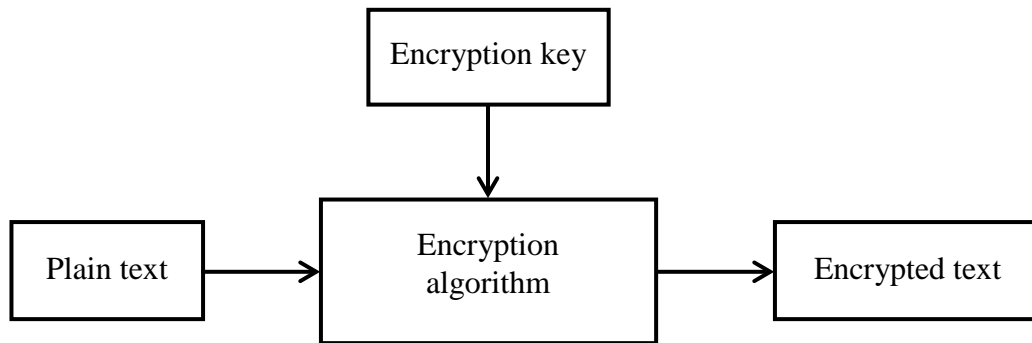 Encryption key
Plain text
Encryption
algorithm
Encrypted text